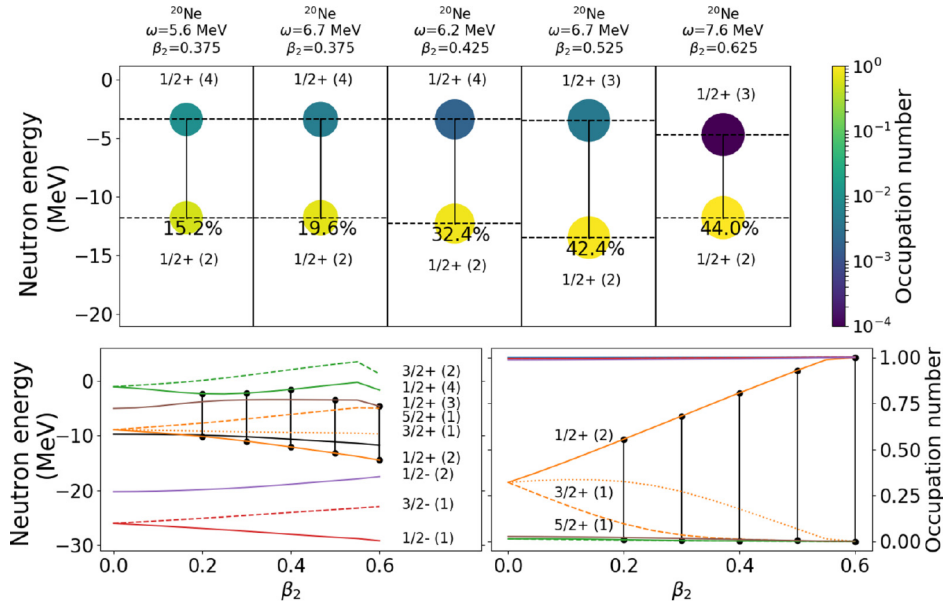 ²⁰Ne
ω=5.6 MeV
β₂=0.375
²⁰Ne
ω=6.7 MeV
β₂=0.375
²⁰Ne
ω=6.2 MeV
β₂=0.425
²⁰Ne
ω=6.7 MeV
β₂=0.525
²⁰Ne
ω=7.6 MeV
β₂=0.625
Neutron energy
(MeV)
0
−5
−10
−15
−20
1/2+ (4)
15.2%
1/2+ (2)
1/2+ (4)
19.6%
1/2+ (2)
1/2+ (4)
32.4%
1/2+ (2)
1/2+ (3)
42.4%
1/2+ (2)
1/2+ (3)
44.0%
1/2+ (2)
10⁰
10⁻¹
10⁻²
10⁻³
10⁻⁴
Occupation number
Neutron energy
(MeV)
0
−10
−20
−30
3/2+ (2)
1/2+ (4)
1/2+ (3)
5/2+ (1)
3/2+ (1)
1/2+ (2)
1/2- (2)
3/2- (1)
1/2- (1)
0.0
0.2
0.4
0.6
β₂
1/2+ (2)
3/2+ (1)
5/2+ (1)
1.00
0.75
0.50
0.25
0.00
Occupation number
0.0
0.2
0.4
0.6
β₂